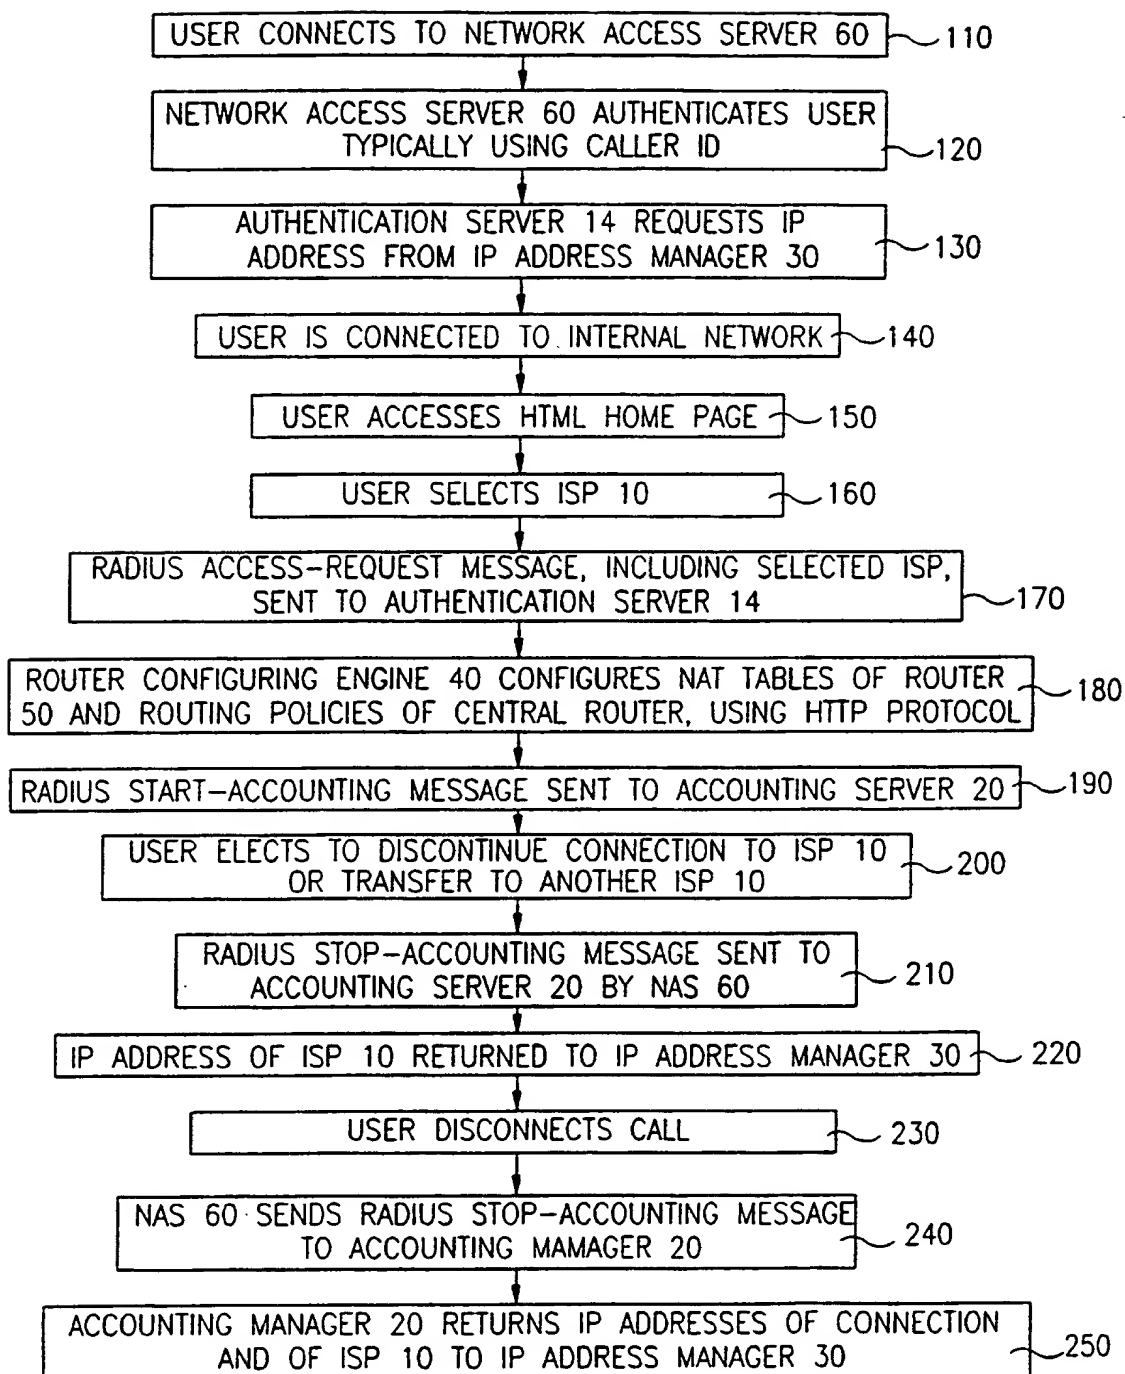 USER CONNECTS TO NETWORK ACCESS SERVER 60
110
NETWORK ACCESS SERVER 60 AUTHENTICATES USER
TYPICALLY USING CALLER ID
120
AUTHENTICATION SERVER 14 REQUESTS IP
ADDRESS FROM IP ADDRESS MANAGER 30
130
USER IS CONNECTED TO INTERNAL NETWORK
140
USER ACCESSES HTML HOME PAGE
150
USER SELECTS ISP 10
160
RADIUS ACCESS-REQUEST MESSAGE, INCLUDING SELECTED ISP,
SENT TO AUTHENTICATION SERVER 14
170
ROUTER CONFIGURING ENGINE 40 CONFIGURES NAT TABLES OF ROUTER
50 AND ROUTING POLICIES OF CENTRAL ROUTER, USING HTTP PROTOCOL
180
RADIUS START-ACCOUNTING MESSAGE SENT TO ACCOUNTING SERVER 20
190
USER ELECTS TO DISCONTINUE CONNECTION TO ISP 10
OR TRANSFER TO ANOTHER ISP 10
200
RADIUS STOP-ACCOUNTING MESSAGE SENT TO
ACCOUNTING SERVER 20 BY NAS 60
210
IP ADDRESS OF ISP 10 RETURNED TO IP ADDRESS MANAGER 30
220
USER DISCONNECTS CALL
230
NAS 60 SENDS RADIUS STOP-ACCOUNTING MESSAGE
TO ACCOUNTING MAMAGER 20
240
ACCOUNTING MANAGER 20 RETURNS IP ADDRESSES OF CONNECTION
AND OF ISP 10 TO IP ADDRESS MANAGER 30
250